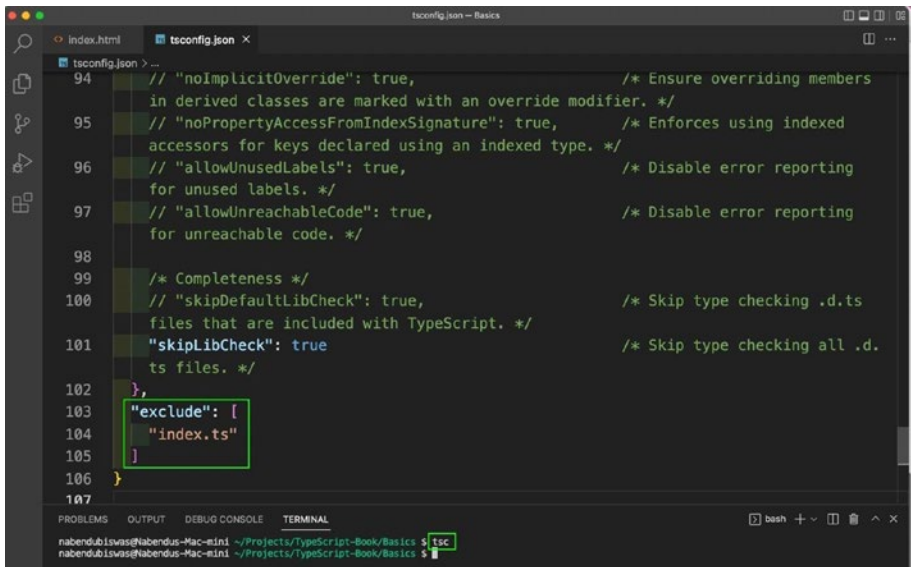 tsconfig.json — Basics
index.html
tsconfig.json ×
tsconfig.json > ...
94 // "noImplicitOverride": true, /* Ensure overriding members
in derived classes are marked with an override modifier. */
95 // "noPropertyAccessFromIndexSignature": true, /* Enforces using indexed
accessors for keys declared using an indexed type. */
96 // "allowUnusedLabels": true, /* Disable error reporting
for unused labels. */
97 // "allowUnreachableCode": true, /* Disable error reporting
for unreachable code. */
98
99 /* Completeness */
100 // "skipDefaultLibCheck": true, /* Skip type checking .d.ts
files that are included with TypeScript. */
101 "skipLibCheck": true /* Skip type checking all .d.
ts files. */
102 },
103 "exclude": [
104 "index.ts"
105 ]
106 }
107
PROBLEMS OUTPUT DEBUG CONSOLE TERMINAL bash
nabendubiswas@Nabendus-Mac-mini ~/Projects/TypeScript-Book/Basics $ tsc
nabendubiswas@Nabendus-Mac-mini ~/Projects/TypeScript-Book/Basics $